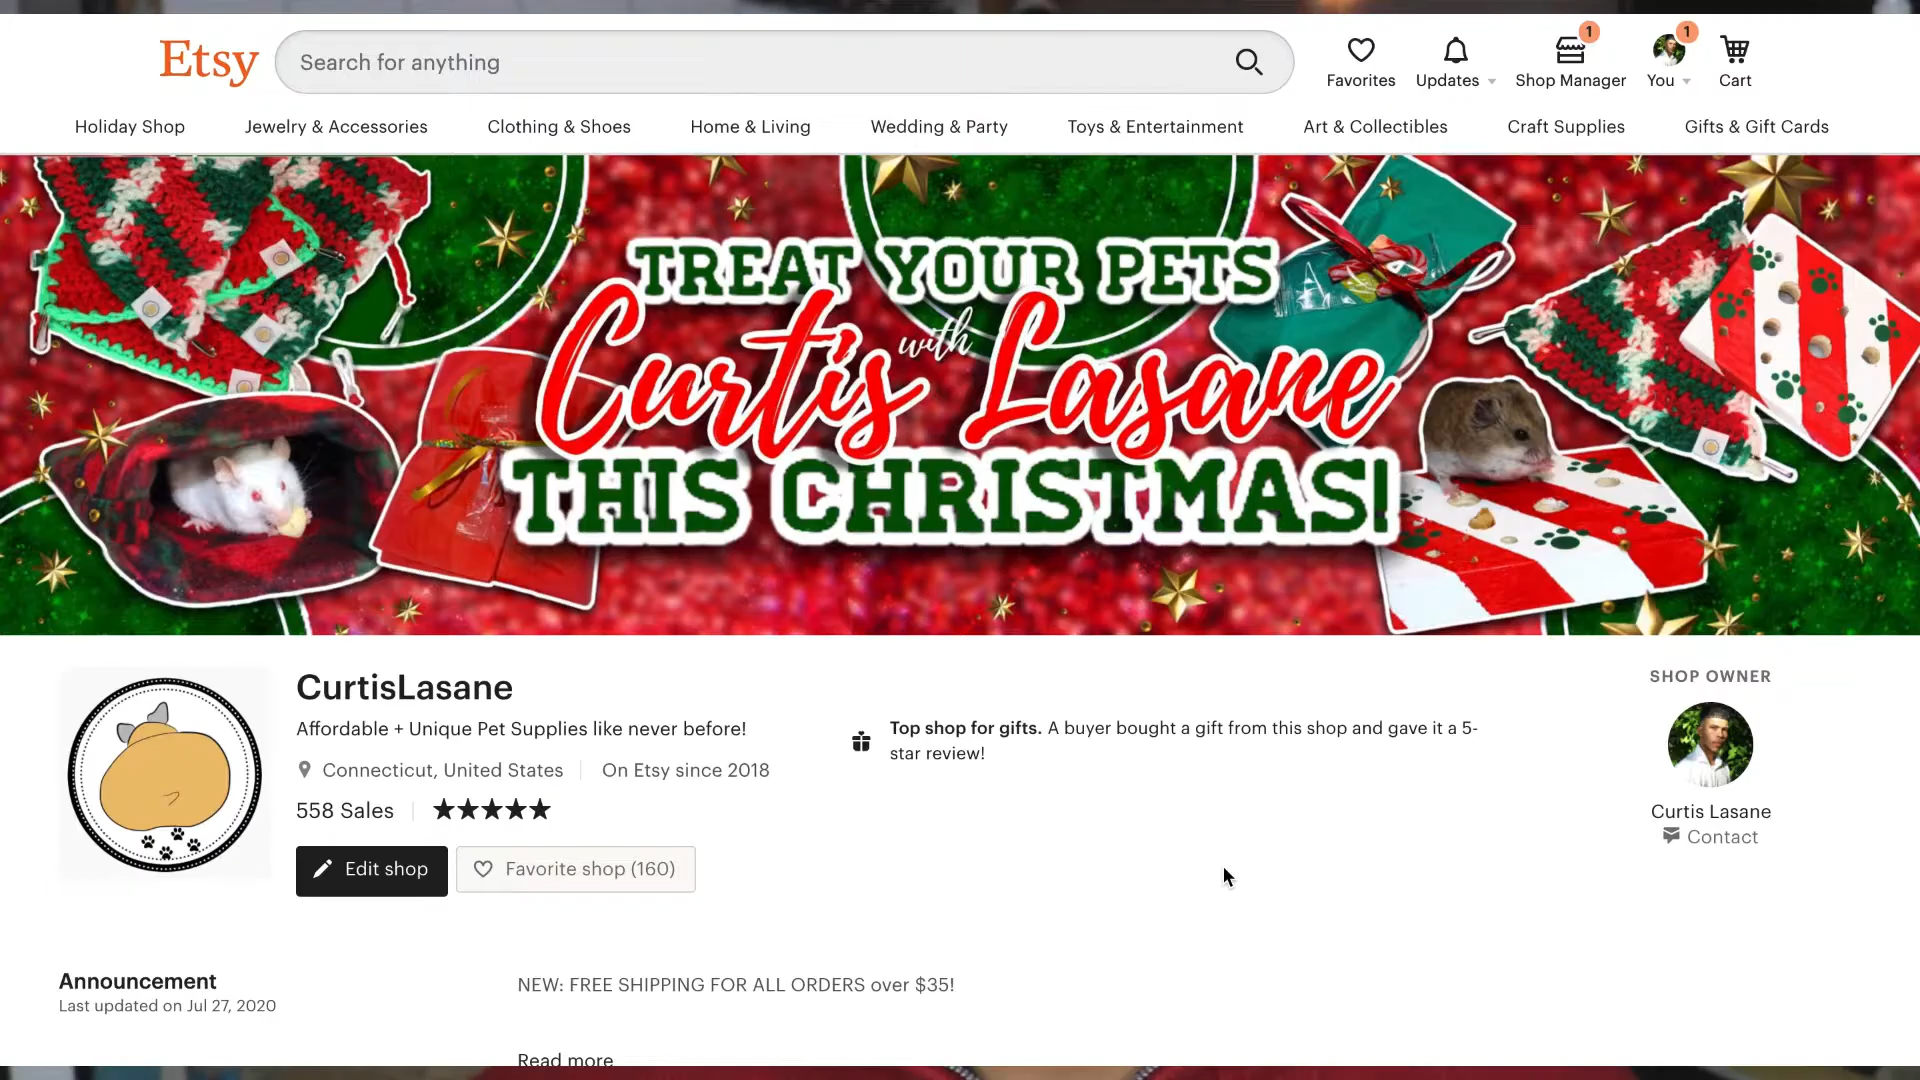 Etsy
Search for anything
Favorites
Updates
1
Shop Manager
1
You
Cart
Holiday Shop
Jewelry & Accessories
Clothing & Shoes
Home & Living
Wedding & Party
Toys & Entertainment
Art & Collectibles
Craft Supplies
Gifts & Gift Cards
TREAT YOUR PETS
with
Curtis Lasane
THIS CHRISTMAS!
CurtisLasane
Affordable + Unique Pet Supplies like never before!
Connecticut, United States
On Etsy since 2018
558 Sales
Edit shop
Favorite shop (160)
Top shop for gifts. A buyer bought a gift from this shop and gave it a 5-
star review!
SHOP OWNER
Curtis Lasane
Contact
Announcement
Last updated on Jul 27, 2020
NEW: FREE SHIPPING FOR ALL ORDERS over $35!
Read more